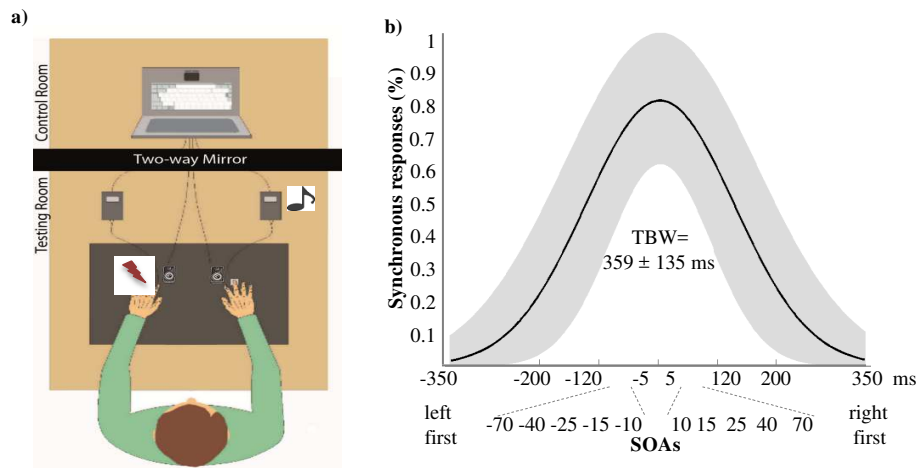 a)
Control Room
Two-way Mirror
Testing Room
b)
Synchronous responses (%)
1
0.9
0.8
0.7
0.6
0.5
0.4
0.3
0.2
0.1
TBW=
359 ± 135 ms
-350 -200 -120 -5 5 120 200 350 ms
left first
-70 -40 -25 -15 -10 10 15 25 40 70
right first
SOAs